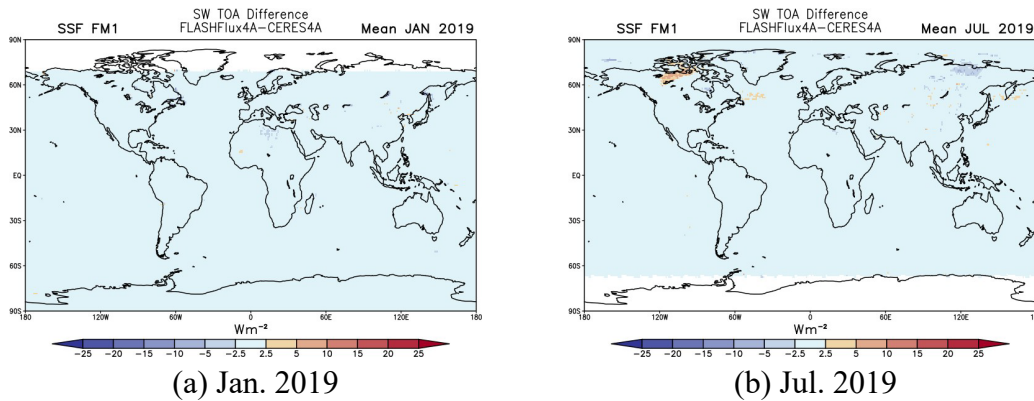 SW TOA Difference
SSF FM1 FLASHFlux4A-CERES4A Mean JAN 2019
90N
60N
30N
EQ
30S
60S
90S
180 120W 60W 0 60E 120E 180
Wm⁻²
-25 -20 -15 -10 -5 -2.5 2.5 5 10 15 20 25
(a) Jan. 2019
SW TOA Difference
SSF FM1 FLASHFlux4A-CERES4A Mean JUL 2019
90N
60N
30N
EQ
30S
60S
90S
180 120W 60W 0 60E 120E 180
Wm⁻²
-25 -20 -15 -10 -5 -2.5 2.5 5 10 15 20 25
(b) Jul. 2019